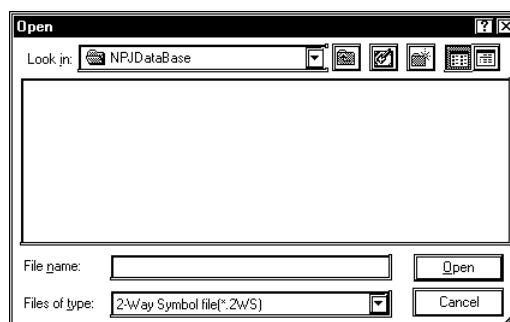 Open
Look in: NPJDataBase
File name:
Open
Files of type: 2-Way Symbol file(*.2WS)
Cancel